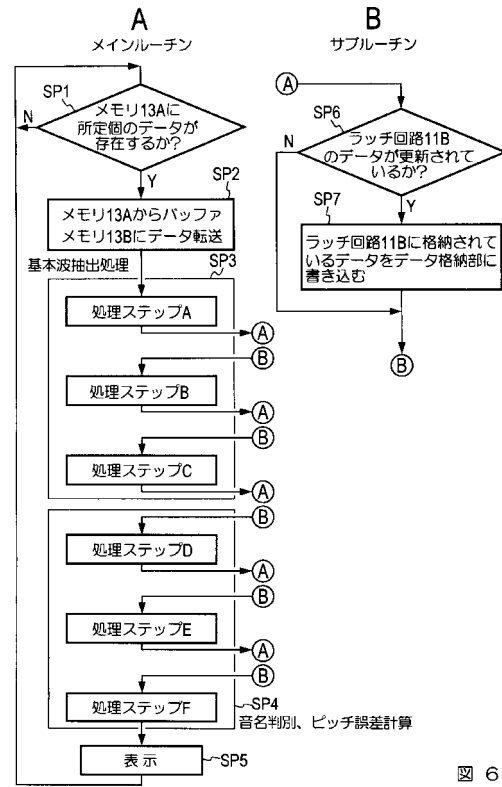 A
メインルーチン
SP1
メモリ13Aに
所定個のデータが
存在するか?
N
Y
SP2
メモリ13Aからバッファ
メモリ13Bにデータ転送
基本波抽出処理
SP3
処理ステップA
Ⓐ
Ⓑ
処理ステップB
Ⓐ
Ⓑ
処理ステップC
Ⓐ
Ⓑ
処理ステップD
Ⓐ
Ⓑ
処理ステップE
Ⓐ
Ⓑ
処理ステップF
SP4
音名判別、ピッチ誤差計算
表示
SP5
B
サブルーチン
Ⓐ
SP6
ラッチ回路11B
のデータが更新されて
いるか?
N
Y
SP7
ラッチ回路11Bに格納されて
いるデータをデータ格納部に
書き込む
Ⓑ
図 6